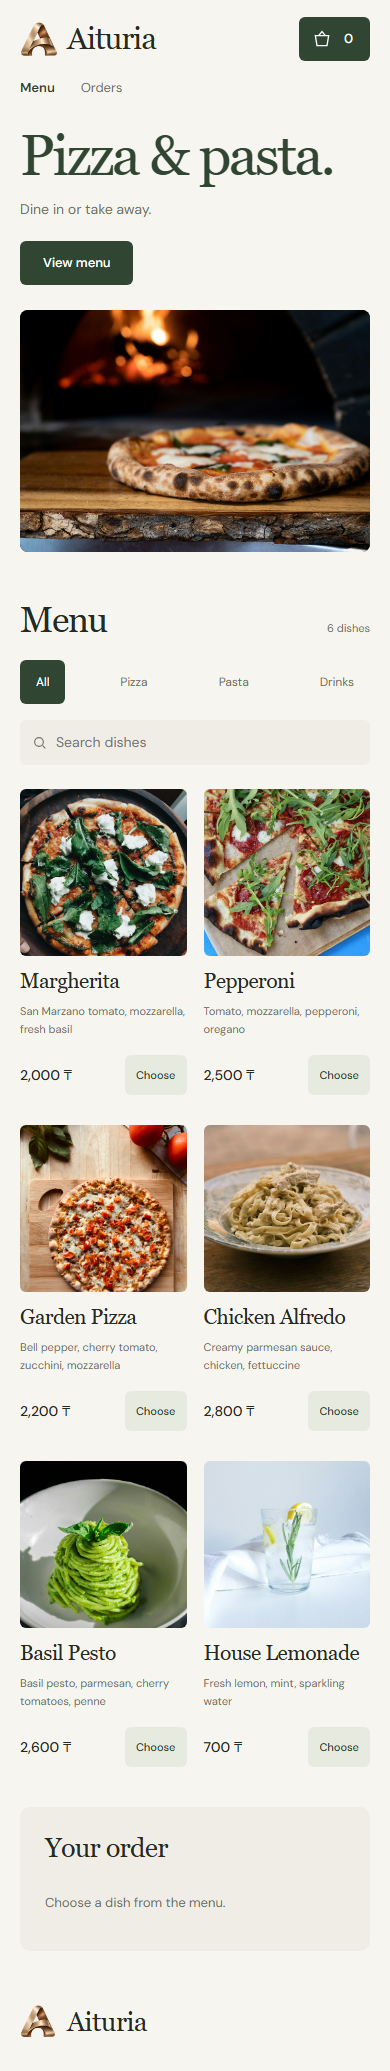 Aituria
0
Menu
Orders
Pizza & pasta.
Dine in or take away.
View menu
Menu
6 dishes
All
Pizza
Pasta
Drinks
Search dishes
Margherita
San Marzano tomato, mozzarella,
fresh basil
2,000 ₸
Choose
Pepperoni
Tomato, mozzarella, pepperoni,
oregano
2,500 ₸
Choose
Garden Pizza
Bell pepper, cherry tomato,
zucchini, mozzarella
2,200 ₸
Choose
Chicken Alfredo
Creamy parmesan sauce,
chicken, fettuccine
2,800 ₸
Choose
Basil Pesto
Basil pesto, parmesan, cherry
tomatoes, penne
2,600 ₸
Choose
House Lemonade
Fresh lemon, mint, sparkling
water
700 ₸
Choose
Your order
Choose a dish from the menu.
Aituria